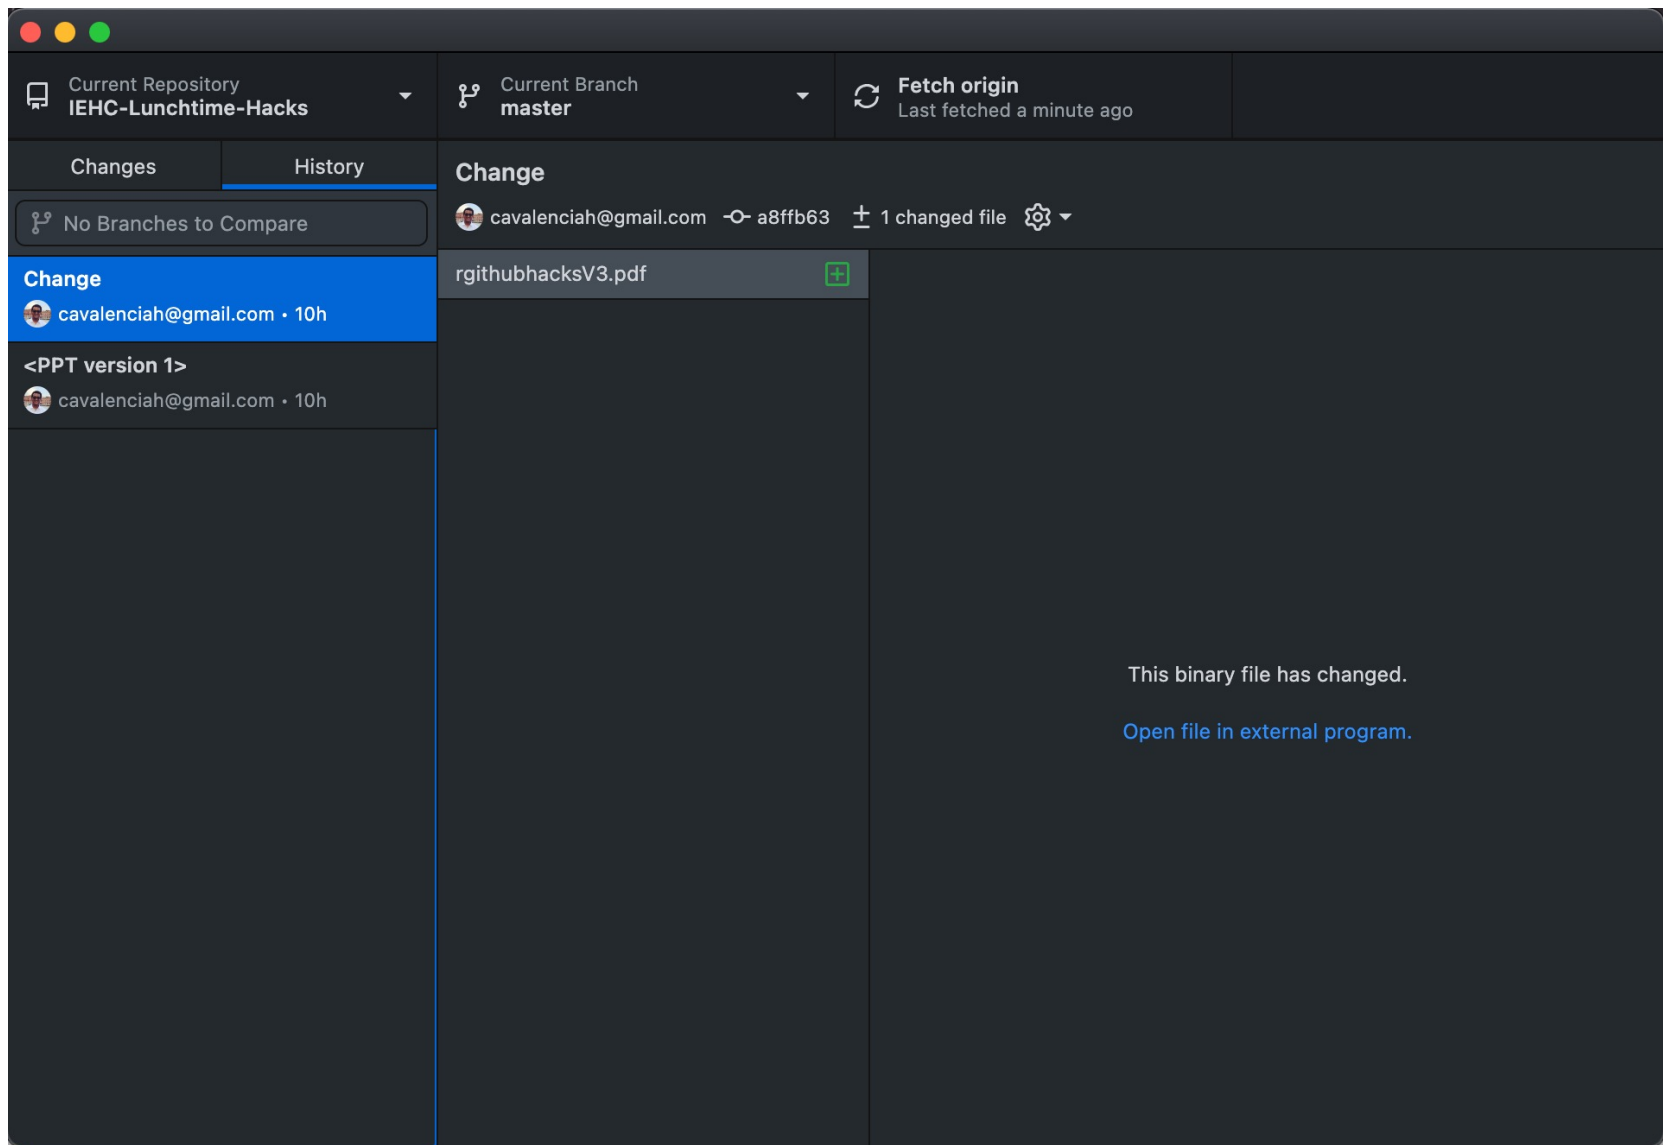 Current Repository
IEHC-Lunchtime-Hacks
Current Branch
master
Fetch origin
Last fetched a minute ago
Changes
History
No Branches to Compare
Change
cavalenciah@gmail.com • 10h
<PPT version 1>
cavalenciah@gmail.com • 10h
Change
cavalenciah@gmail.com a8ffb63 1 changed file
rgithubhacksV3.pdf
This binary file has changed.
Open file in external program.